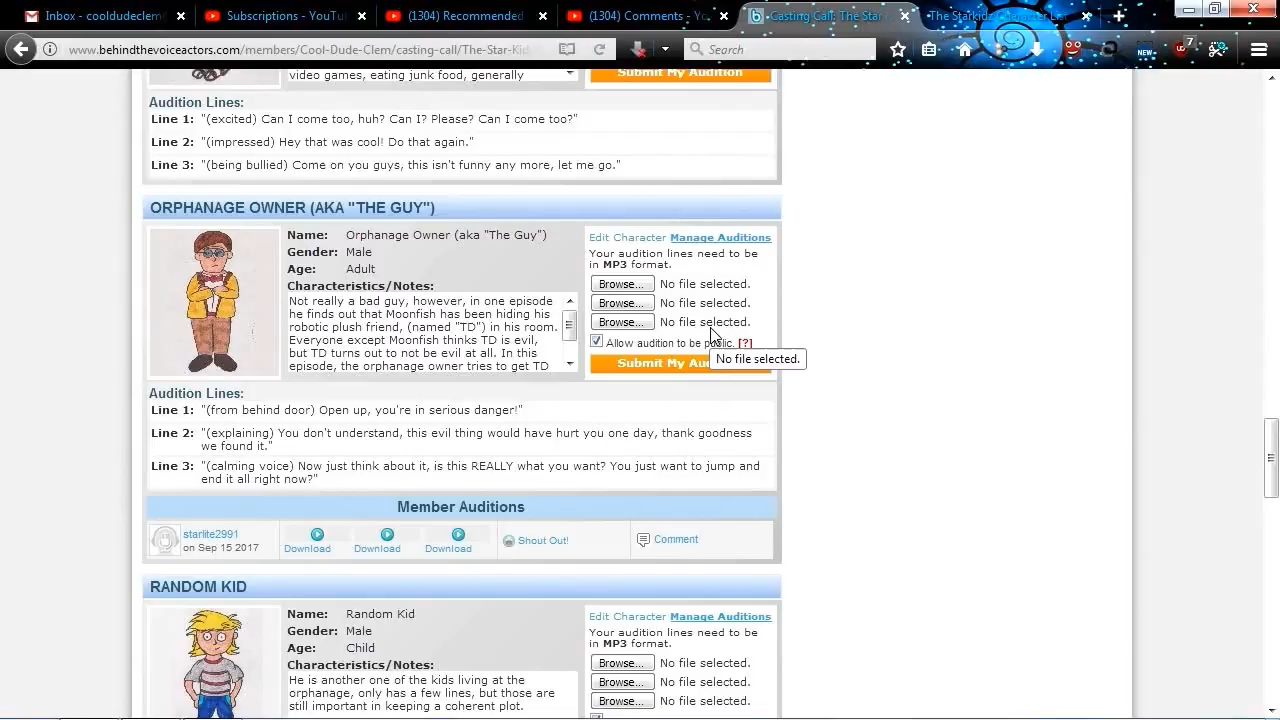 Inbox - cooldudeclem
Subscriptions - YouTu
(1304) Recommended
(1304) Comments - Yo
Casting Call: The Star
The Starkidz Character List
www.behindthevoiceactors.com/members/Cool-Dude-Clem/casting-call/The-Star-Kid
Search
NEW
7
video games, eating junk food, generally
Submit My Audition
Audition Lines:
Line 1: "(excited) Can I come too, huh? Can I? Please? Can I come too?"
Line 2: "(impressed) Hey that was cool! Do that again."
Line 3: "(being bullied) Come on you guys, this isn't funny any more, let me go."
ORPHANAGE OWNER (AKA "THE GUY")
Name: Orphanage Owner (aka "The Guy")
Gender: Male
Age: Adult
Characteristics/Notes:
Not really a bad guy, however, in one episode
he finds out that Moonfish has been hiding his
robotic plush friend, (named "TD") in his room.
Everyone except Moonfish thinks TD is evil,
but TD turns out to not be evil at all. In this
episode, the orphanage owner tries to get TD
Edit Character Manage Auditions
Your audition lines need to be
in MP3 format.
Browse... No file selected.
Browse... No file selected.
Browse... No file selected.
Allow audition to be public. [?]
No file selected.
Submit My Au
Audition Lines:
Line 1: "(from behind door) Open up, you're in serious danger!"
Line 2: "(explaining) You don't understand, this evil thing would have hurt you one day, thank goodness
we found it."
Line 3: "(calming voice) Now just think about it, is this REALLY what you want? You just want to jump and
end it all right now?"
Member Auditions
starlite2991
on Sep 15 2017
Download Download Download
Shout Out!
Comment
RANDOM KID
Name: Random Kid
Gender: Male
Age: Child
Characteristics/Notes:
He is another one of the kids living at the
orphanage, only has a few lines, but those are
still important in keeping a coherent plot.
Edit Character Manage Auditions
Your audition lines need to be
in MP3 format.
Browse... No file selected.
Browse... No file selected.
Browse... No file selected.